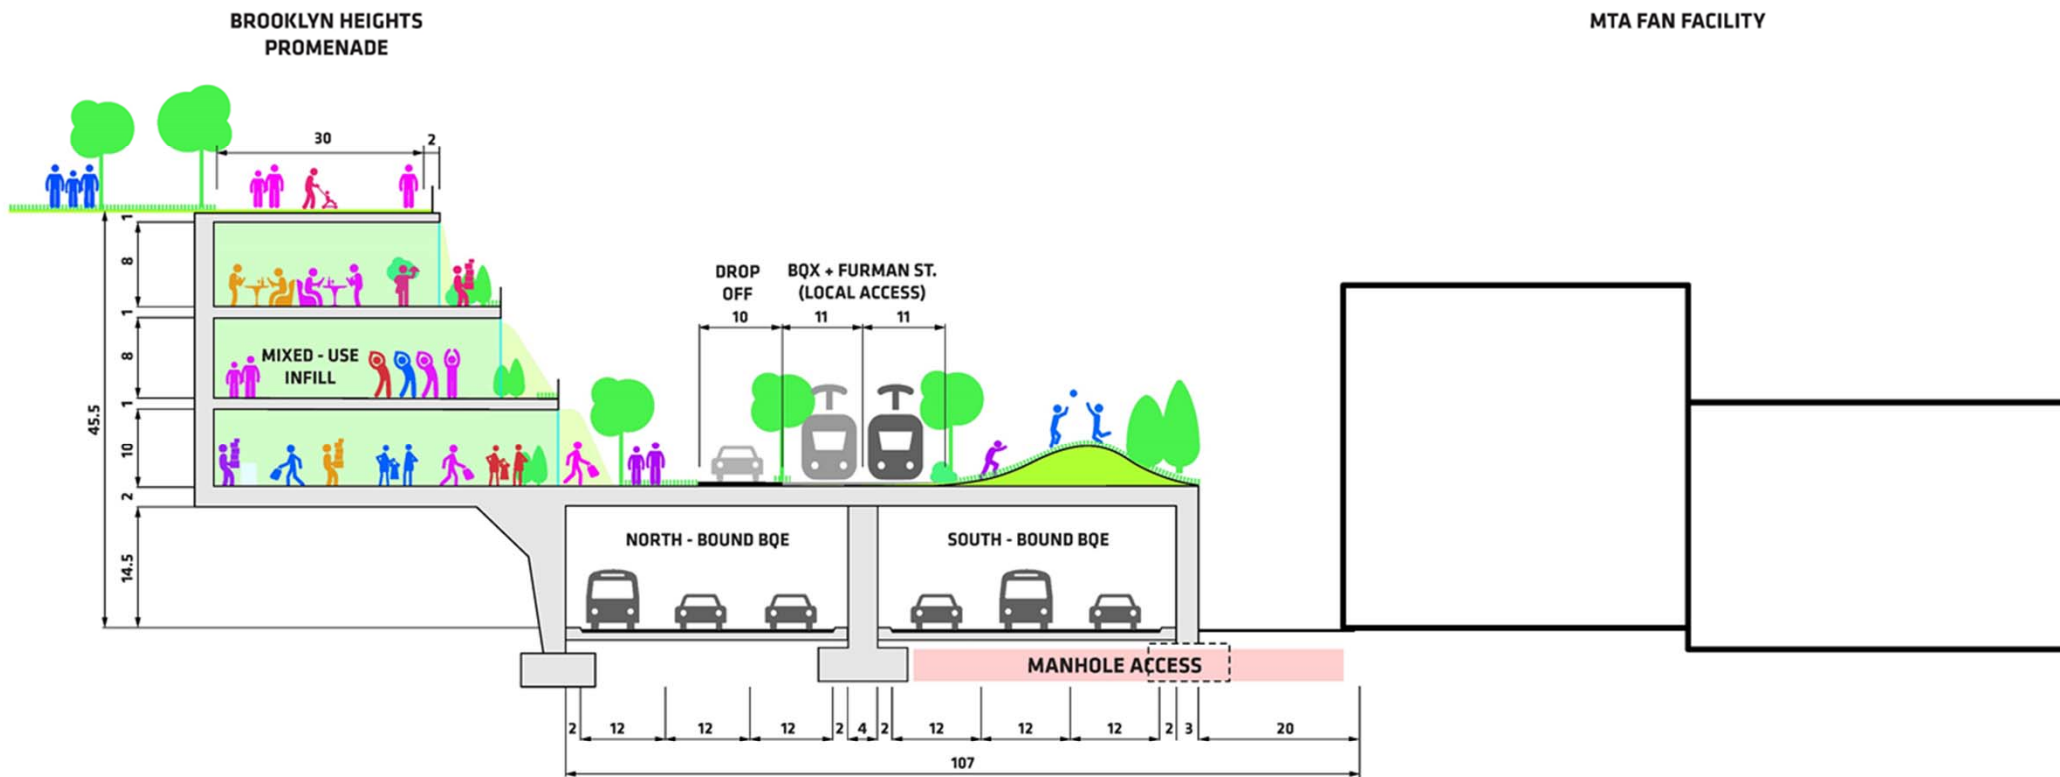 BROOKLYN HEIGHTS
PROMENADE
MTA FAN FACILITY
30
2
1
8
1
8
1
10
2
14.5
45.5
MIXED - USE
INFILL
DROP
OFF
BQX + FURMAN ST.
(LOCAL ACCESS)
10
11
11
NORTH - BOUND BQE
SOUTH - BOUND BQE
MANHOLE ACCESS
2
12
12
12
2
4
2
12
12
12
2
3
20
107